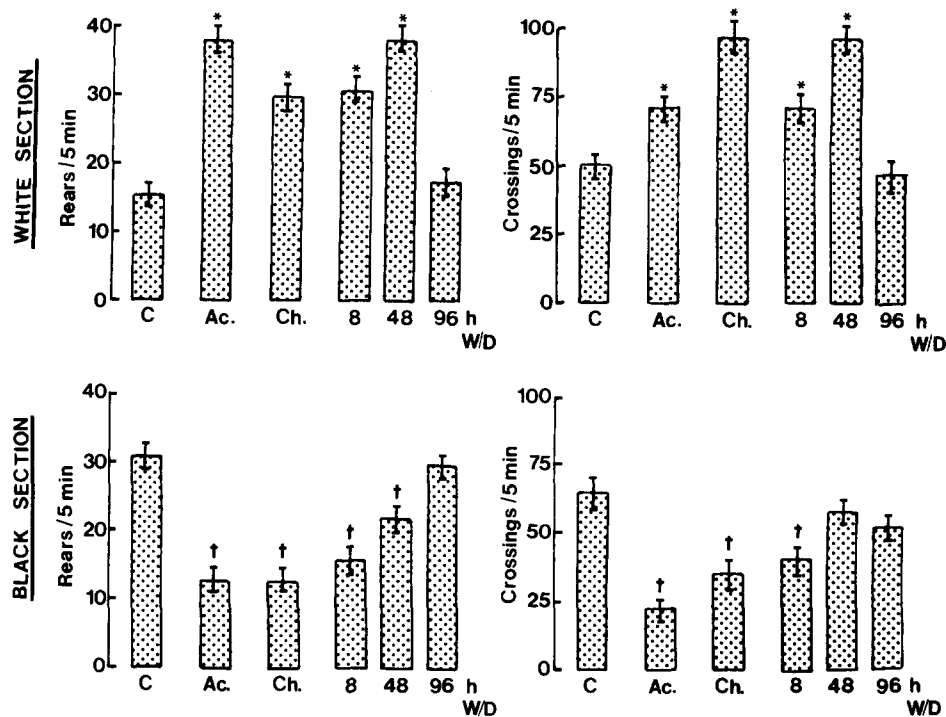 WHITE SECTION
Rears / 5 min
40
30
20
10
0
* * * *
C Ac. Ch. 8 48 96 h
W/D
Crossings / 5 min
100
75
50
25
0
* * * *
C Ac. Ch. 8 48 96 h
W/D
BLACK SECTION
Rears / 5 min
40
30
20
10
0
† † † †
C Ac. Ch. 8 48 96 h
W/D
Crossings / 5 min
100
75
50
25
0
† † †
C Ac. Ch. 8 48 96 h
W/D